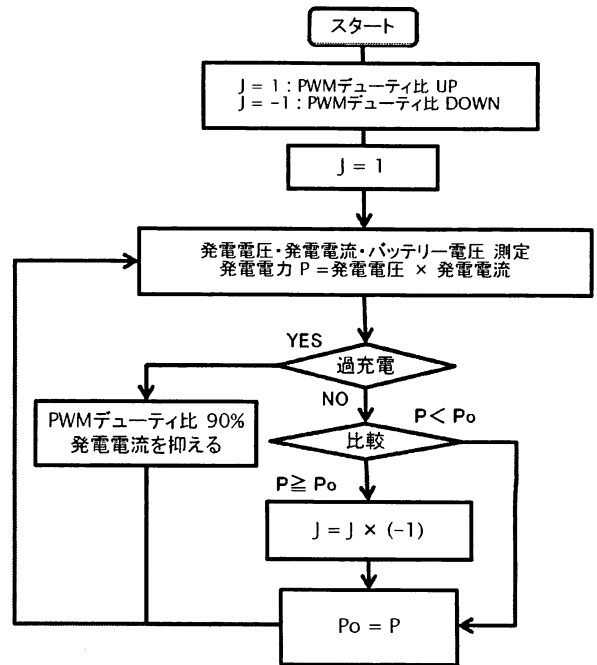 スタート
J = 1 : PWMデューティ比 UP
J = -1 : PWMデューティ比 DOWN
J = 1
発電電圧・発電電流・バッテリー電圧 測定
発電電力 P =発電電圧 × 発電電流
YES
過充電
NO
PWMデューティ比 90%
発電電流を抑える
P< Po
比較
P≧ Po
J = J × (-1)
Po = P